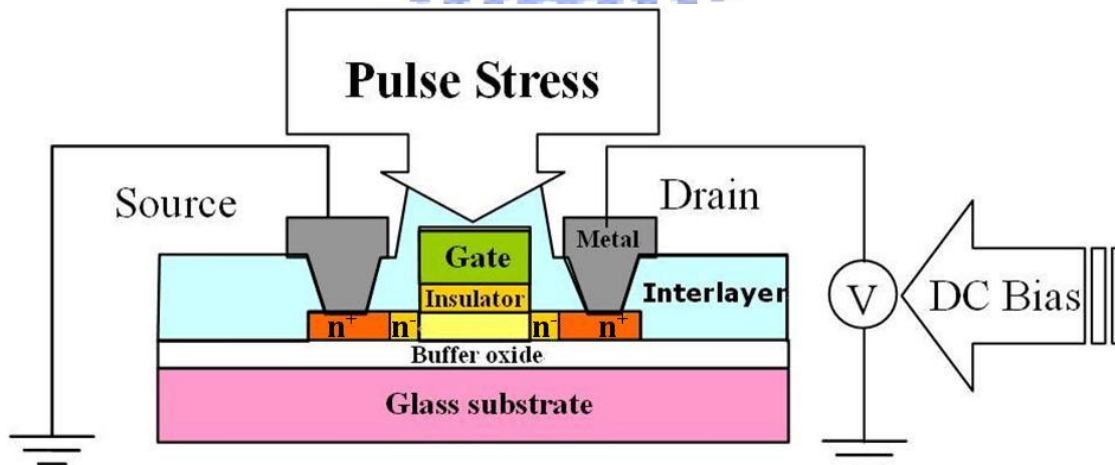 Pulse Stress
Source
Drain
Metal
Gate
Insulator
Interlayer
V
DC Bias
n⁺ n⁻ n⁻ n⁺
Buffer oxide
Glass substrate